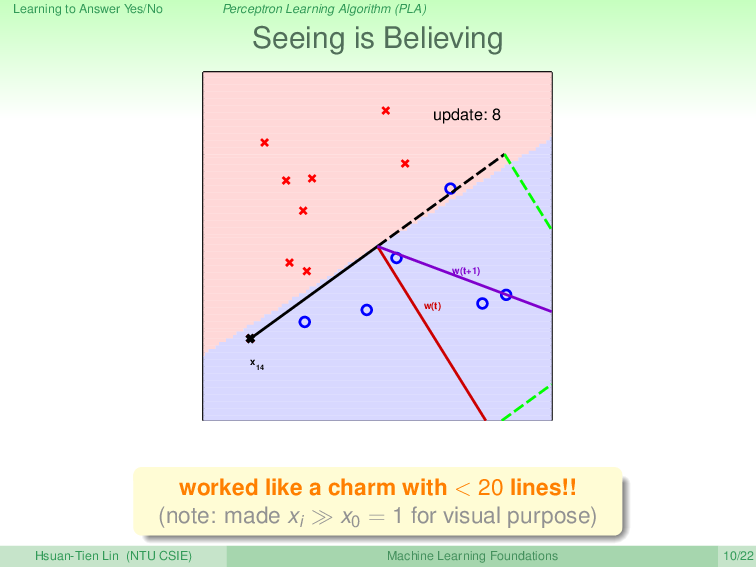 Learning to Answer Yes/No Perceptron Learning Algorithm (PLA)
Seeing is Believing
update: 8
w(t+1)
w(t)
x14
worked like a charm with < 20 lines!!
(note: made xi ≫ x0 = 1 for visual purpose)
Hsuan-Tien Lin (NTU CSIE) Machine Learning Foundations 10/22